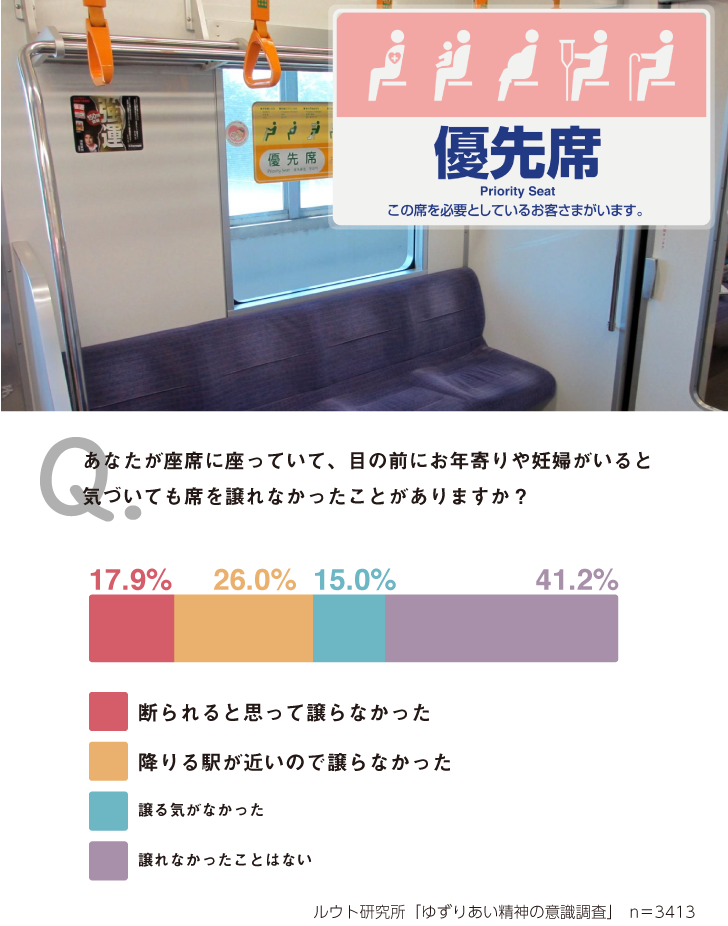 優先席
Priority Seat
この席を必要としているお客さまがいます。
優先席
Q.
あなたが座席に座っていて、目の前にお年寄りや妊婦がいると
気づいても席を譲れなかったことがありますか？
17.9% 26.0% 15.0% 41.2%
断られると思って譲らなかった
降りる駅が近いので譲らなかった
譲る気がなかった
譲れなかったことはない
ルウト研究所「ゆずりあい精神の意識調査」 n＝3413